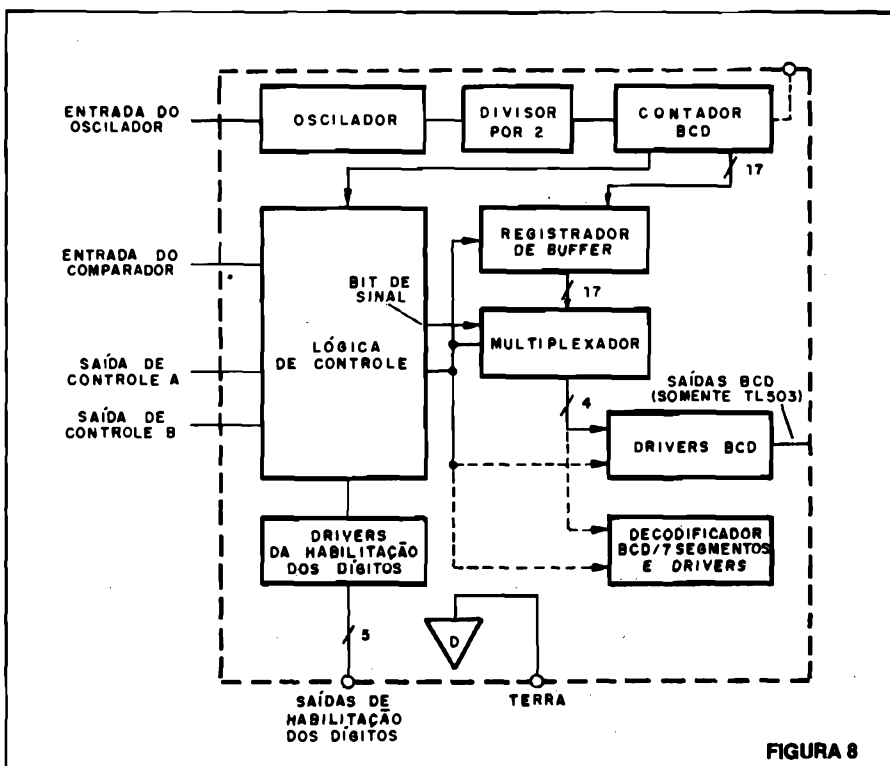 ENTRADA DO
OSCILADOR
OSCILADOR
DIVISOR
POR 2
CONTADOR
BCD
17
ENTRADA DO
COMPARADOR
REGISTRADOR
DE BUFFER
BIT DE
SINAL
17
LÓGICA
DE CONTROLE
MULTIPLEXADOR
SAÍDA DE
CONTROLE A
SAÍDA DE
CONTROLE B
4
SAÍDAS BCD
(SOMENTE TL503)
DRIVERS BCD
DRIVERS
DA HABILITAÇÃO
DOS DÍGITOS
DECODIFICADOR
BCD/7 SEGMENTOS
E DRIVERS
5
D
SAÍDAS DE
HABILITAÇÃO
DOS DÍGITOS
TERRA
FIGURA 8